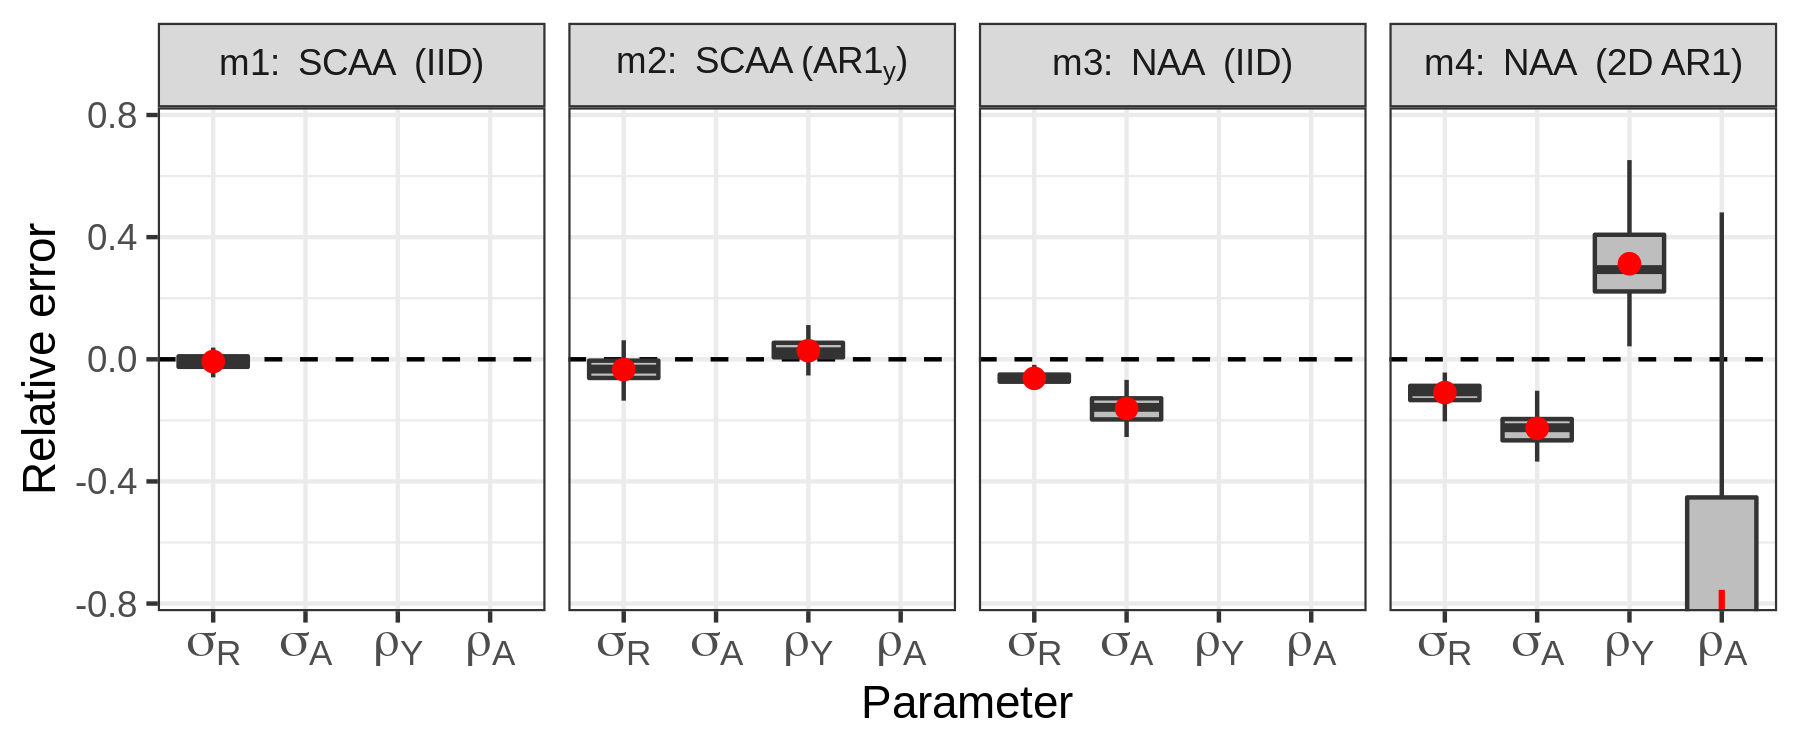 m1: SCAA (IID)
m2: SCAA (AR1y)
m3: NAA (IID)
m4: NAA (2D AR1)
Relative error
0.8
0.4
0.0
-0.4
-0.8
σR σA ρY ρA
σR σA ρY ρA
σR σA ρY ρA
σR σA ρY ρA
Parameter